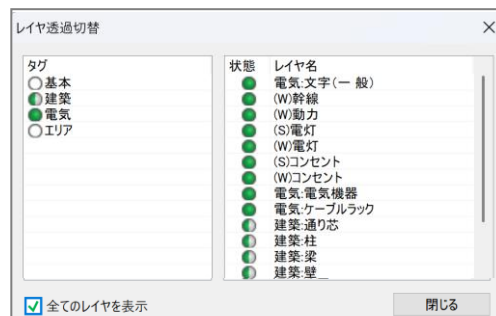 レイヤ透過切替
タグ
基本
建築
電気
エリア
状態 レイヤ名
電気:文字(一 般)
(W)幹線
(W)動力
(S)電灯
(W)電灯
(S)コンセント
(W)コンセント
電気:電気機器
電気:ケーブルラック
建築:通り芯
建築:柱
建築:梁
建築:壁__
全てのレイヤを表示
閉じる